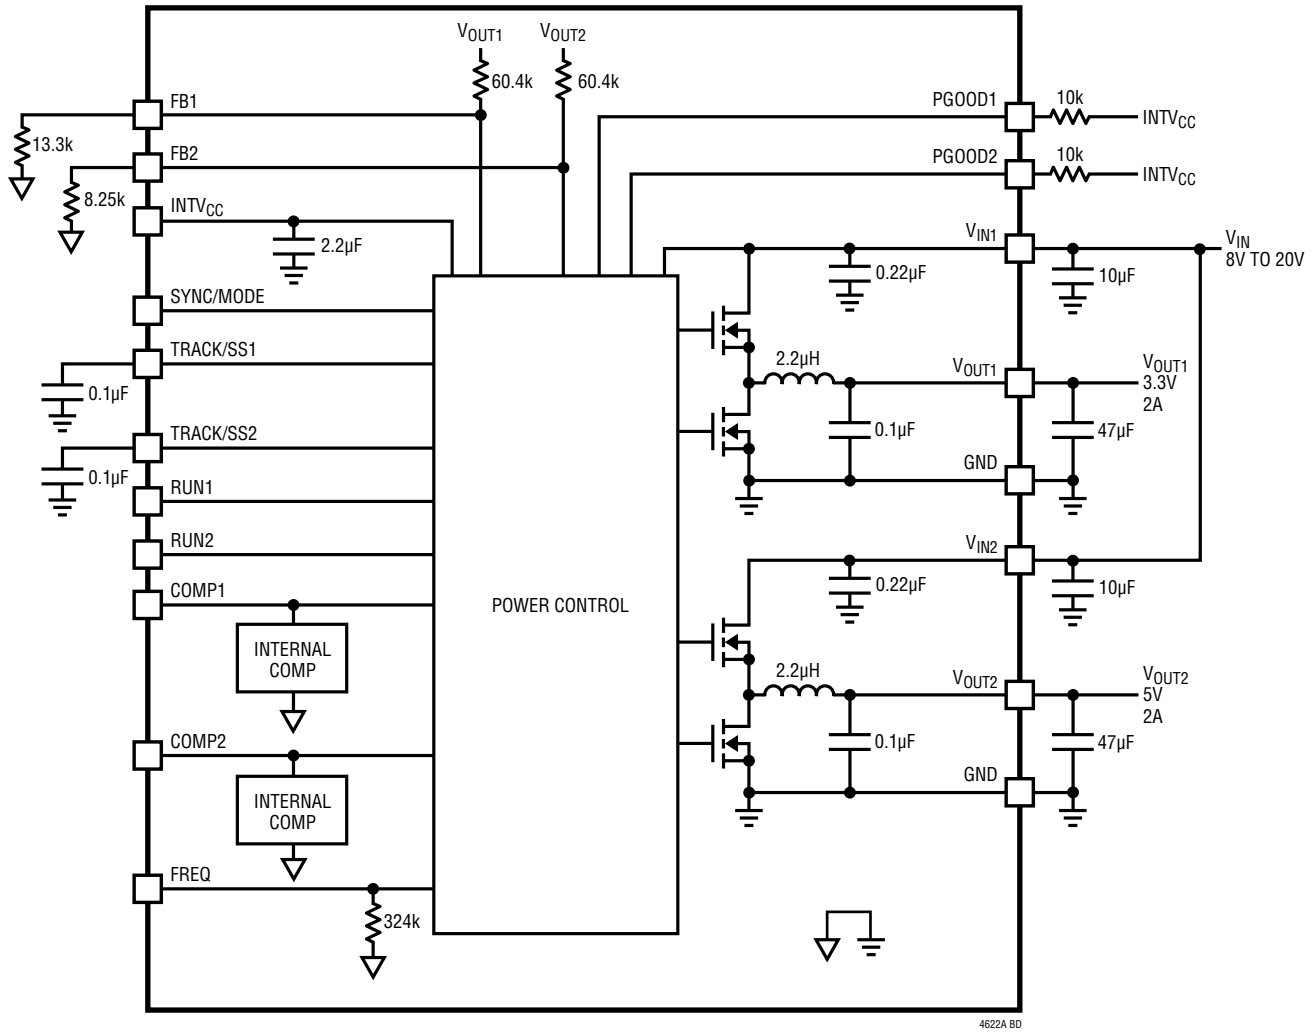 VOUT1
VOUT2
60.4k
60.4k
FB1
13.3k
FB2
8.25k
INTVCC
2.2µF
SYNC/MODE
TRACK/SS1
0.1µF
TRACK/SS2
0.1µF
RUN1
RUN2
COMP1
INTERNAL
COMP
COMP2
INTERNAL
COMP
FREQ
324k
POWER CONTROL
PGOOD1
10k
INTVCC
PGOOD2
10k
INTVCC
VIN1
0.22µF
10µF
VIN
8V TO 20V
2.2µH
VOUT1
0.1µF
47µF
VOUT1
3.3V
2A
GND
VIN2
0.22µF
10µF
2.2µH
VOUT2
0.1µF
47µF
VOUT2
5V
2A
GND
4622A BD